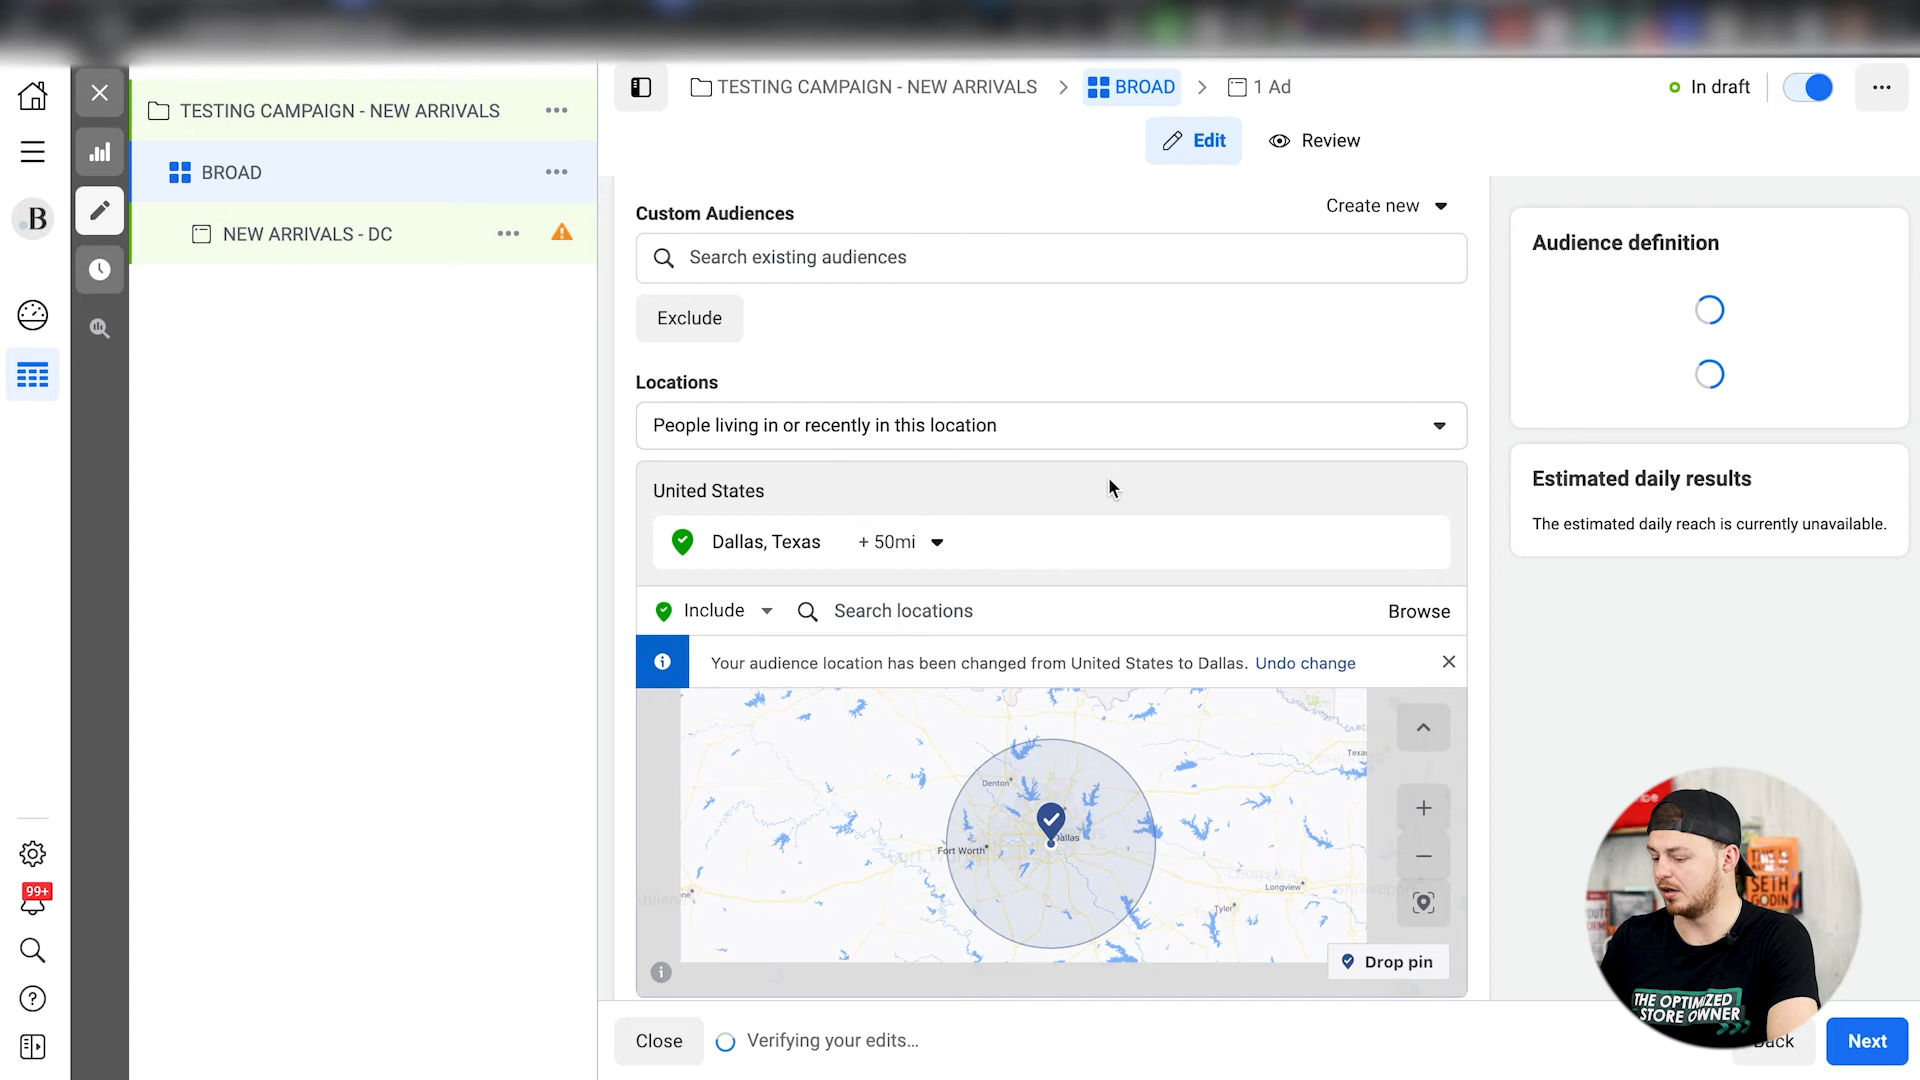 TESTING CAMPAIGN - NEW ARRIVALS
BROAD
NEW ARRIVALS - DC
TESTING CAMPAIGN - NEW ARRIVALS
BROAD
1 Ad
In draft
Edit
Review
.B
99+
Custom Audiences
Create new
Search existing audiences
Exclude
Locations
People living in or recently in this location
United States
Dallas, Texas + 50mi
Include
Search locations
Browse
Your audience location has been changed from United States to Dallas. Undo change
Denton
Fort Worth
Longview
Tyler
Drop pin
Audience definition
Estimated daily results
The estimated daily reach is currently unavailable.
SETH
GODIN
THE OPTIMIZED
STORE OWNER
Close
Verifying your edits...
Back
Next